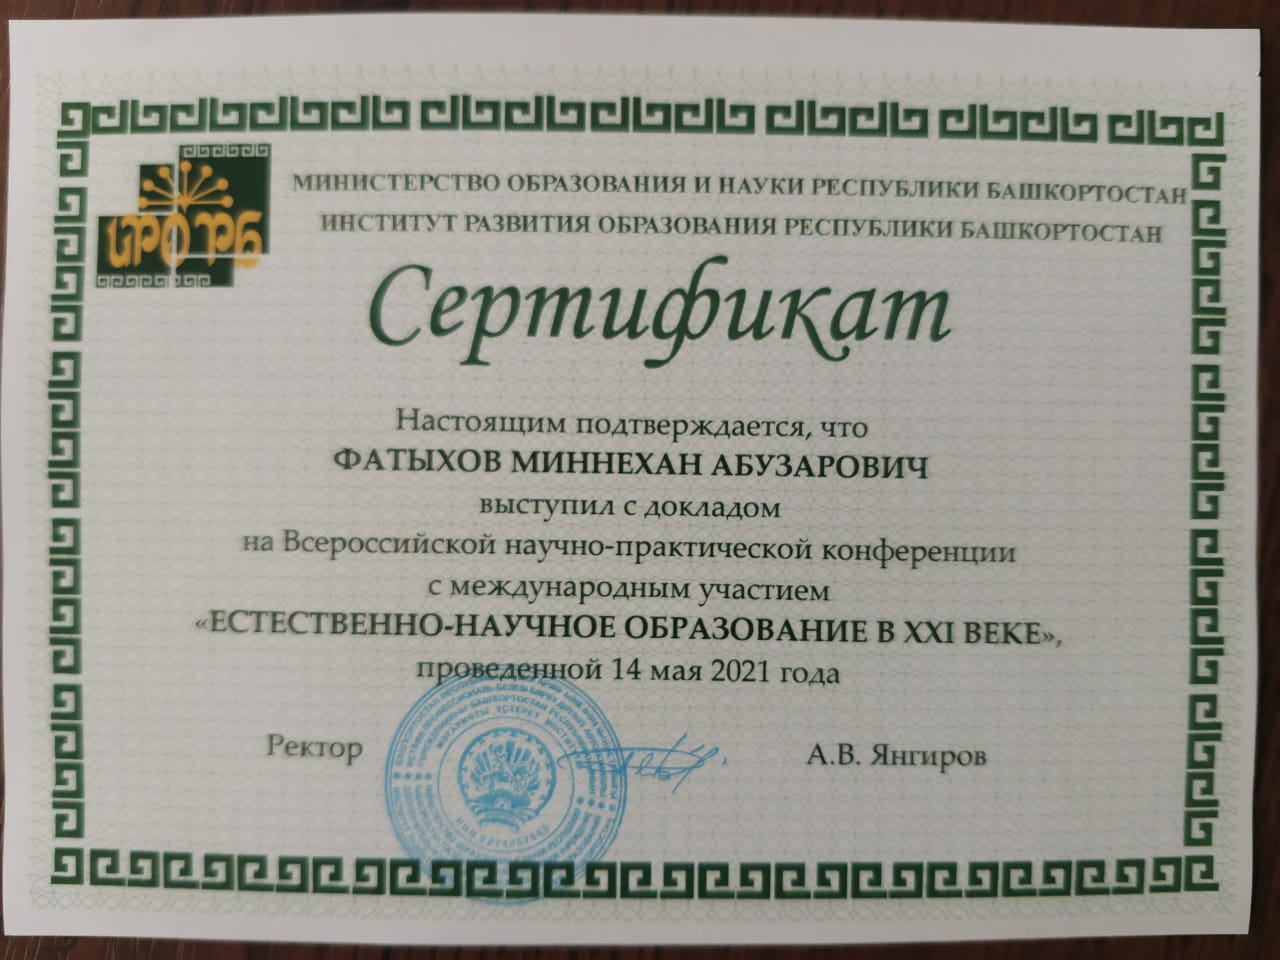 ИРО РБ
МИНИСТЕРСТВО ОБРАЗОВАНИЯ И НАУКИ РЕСПУБЛИКИ БАШКОРТОСТАН
ИНСТИТУТ РАЗВИТИЯ ОБРАЗОВАНИЯ РЕСПУБЛИКИ БАШКОРТОСТАН
Сертификат
Настоящим подтверждается, что
ФАТЫХОВ МИННЕХАН АБУЗАРОВИЧ
выступил с докладом
на Всероссийской научно-практической конференции
с международным участием
«ЕСТЕСТВЕННО-НАУЧНОЕ ОБРАЗОВАНИЕ В XXI ВЕКЕ»,
проведенной 14 мая 2021 года
Ректор
А.В. Янгиров